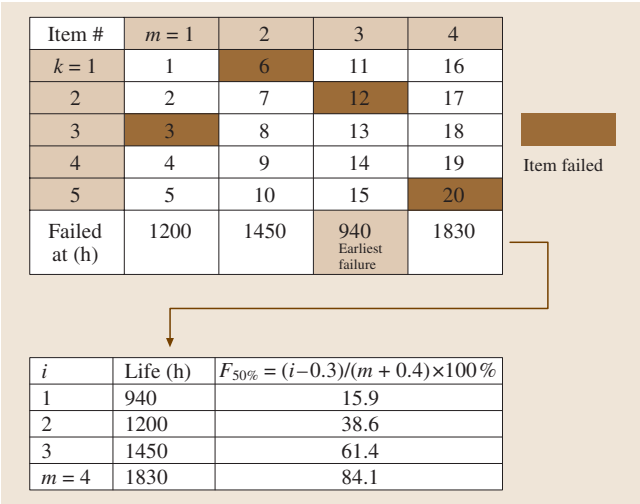 Item # m = 1 2 3 4
k = 1 1 6 11 16
2 2 7 12 17
3 3 8 13 18
4 4 9 14 19
5 5 10 15 20
Failed at (h) 1200 1450 940 Earliest failure 1830
Item failed
i Life (h) F50% = (i–0.3)/(m + 0.4)×100%
1 940 15.9
2 1200 38.6
3 1450 61.4
m = 4 1830 84.1